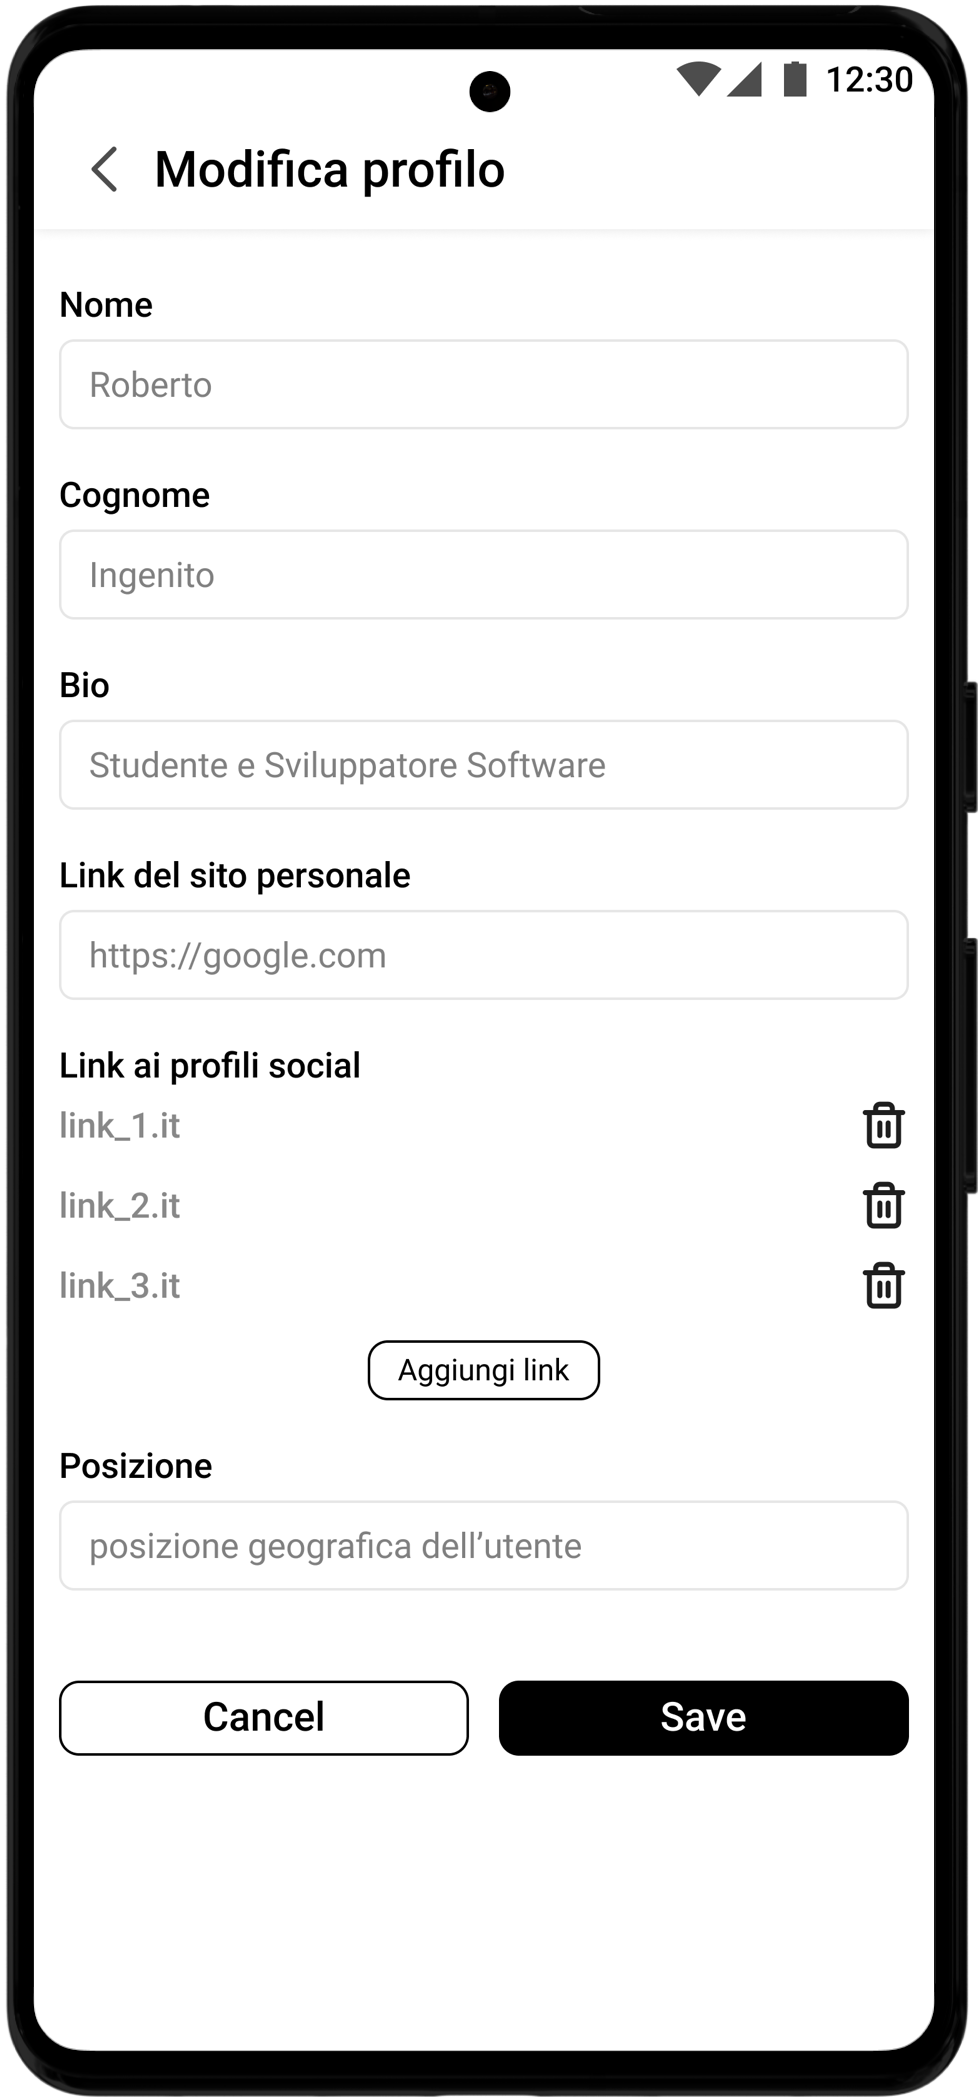 12:30
Modifica profilo
Nome
Roberto
Cognome
Ingenito
Bio
Studente e Sviluppatore Software
Link del sito personale
https://google.com
Link ai profili social
link_1.it
link_2.it
link_3.it
Aggiungi link
Posizione
posizione geografica dell’utente
Cancel Save